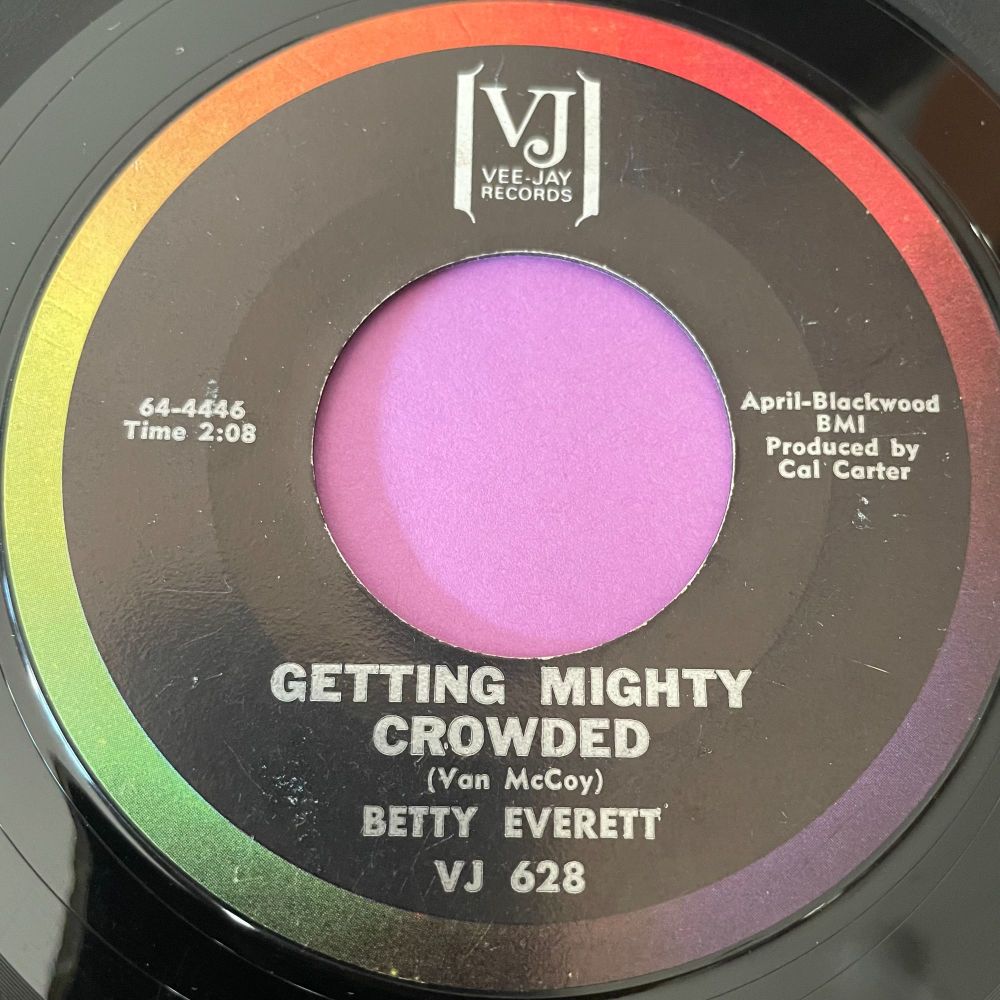 VJ
VEE-JAY
RECORDS
64-4446
Time 2:08
April-Blackwood
BMI
Produced by
Cal Carter
GETTING MIGHTY
CROWDED
(Van McCoy)
BETTY EVERETT
VJ 628